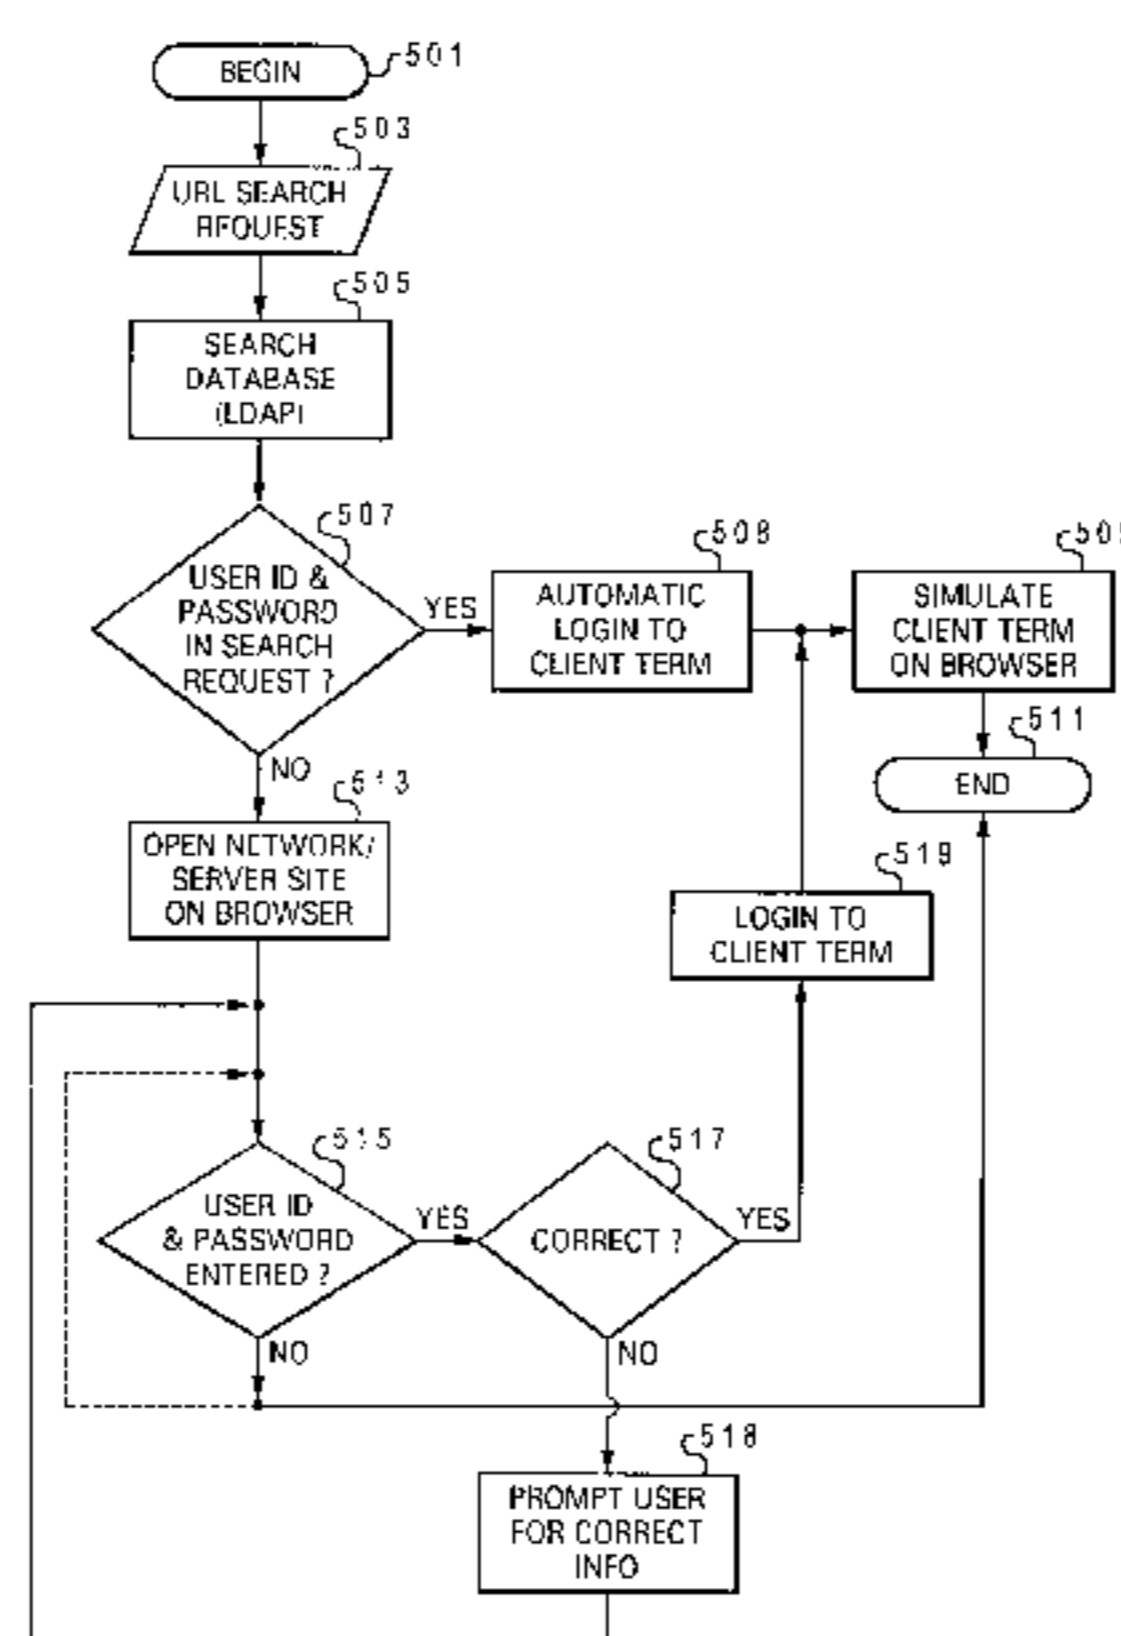 BEGIN
501
503
URL SEARCH
REQUEST
505
SEARCH
DATABASE
(LDAP)
507
USER ID &
PASSWORD
IN SEARCH
REQUEST ?
YES
NO
508
AUTOMATIC
LOGIN TO
CLIENT TERM
SIMULATE
CLIENT TERM
ON BROWSER
511
END
513
OPEN NETWORK/
SERVER SITE
ON BROWSER
519
LOGIN TO
CLIENT TERM
515
USER ID
& PASSWORD
ENTERED ?
YES
NO
517
CORRECT ?
YES
NO
518
PROMPT USER
FOR CORRECT
INFO